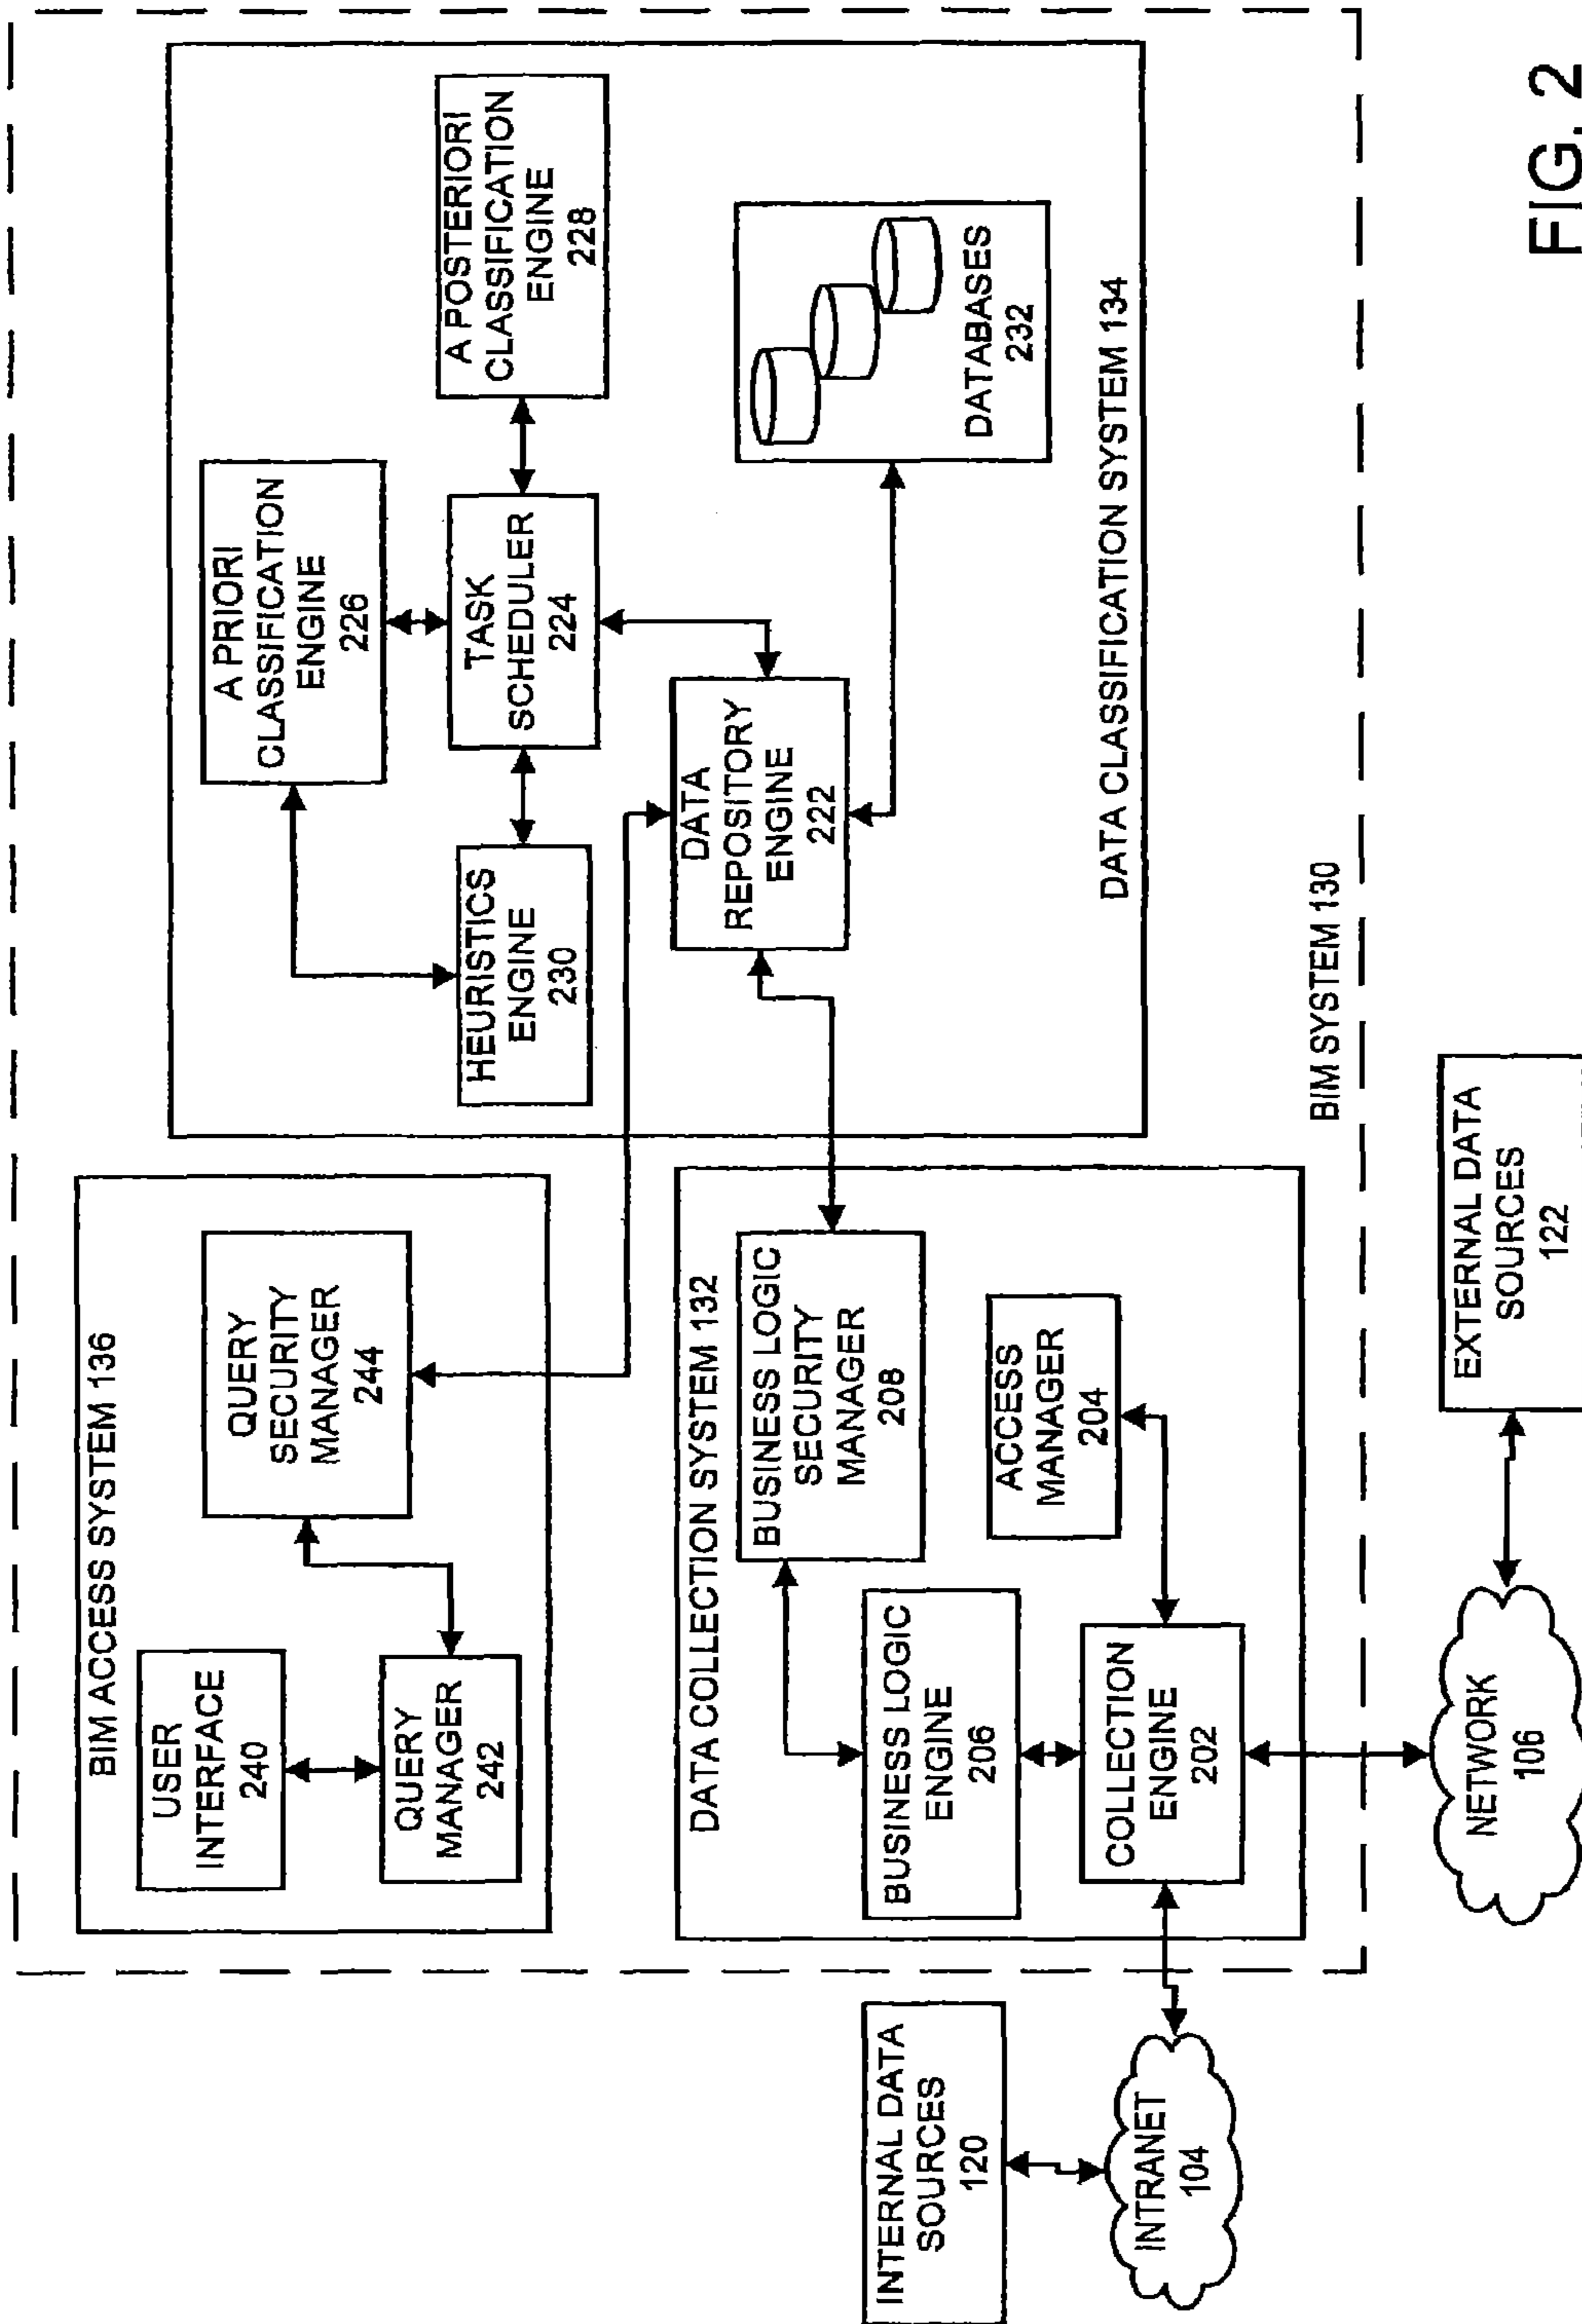 BIM ACCESS SYSTEM 136
USER
INTERFACE
240
QUERY
MANAGER
242
QUERY
SECURITY
MANAGER
244
DATA COLLECTION SYSTEM 132
BUSINESS LOGIC
SECURITY
MANAGER
208
BUSINESS LOGIC
ENGINE
206
ACCESS
MANAGER
204
COLLECTION
ENGINE
202
A PRIORI
CLASSIFICATION
ENGINE
226
HEURISTICS
ENGINE
230
TASK
SCHEDULER
224
A POSTERIORI
CLASSIFICATION
ENGINE
228
DATA
REPOSITORY
ENGINE
222
DATABASES
232
DATA CLASSIFICATION SYSTEM 134
BIM SYSTEM 130
INTERNAL DATA
SOURCES
120
INTRANET
104
NETWORK
106
EXTERNAL DATA
SOURCES
122
FIG. 2